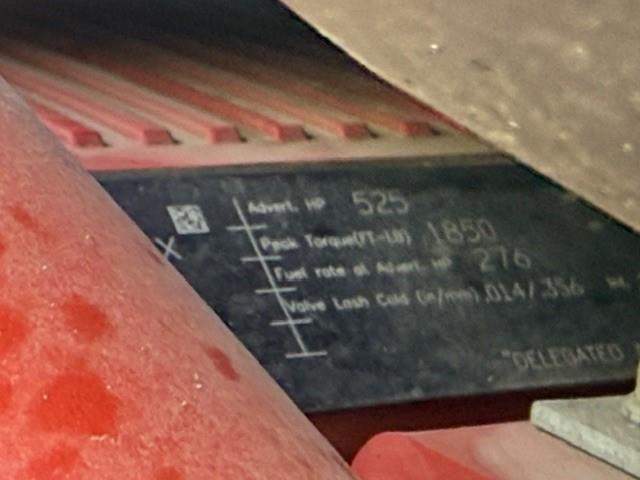 Advert. HP 525
Peak Torque(FT-LB) 1850
Fuel rate at Advert. HP 276
Valve Lash Cold (in/mm) .014/.356 Int.
X
"DELEGATED